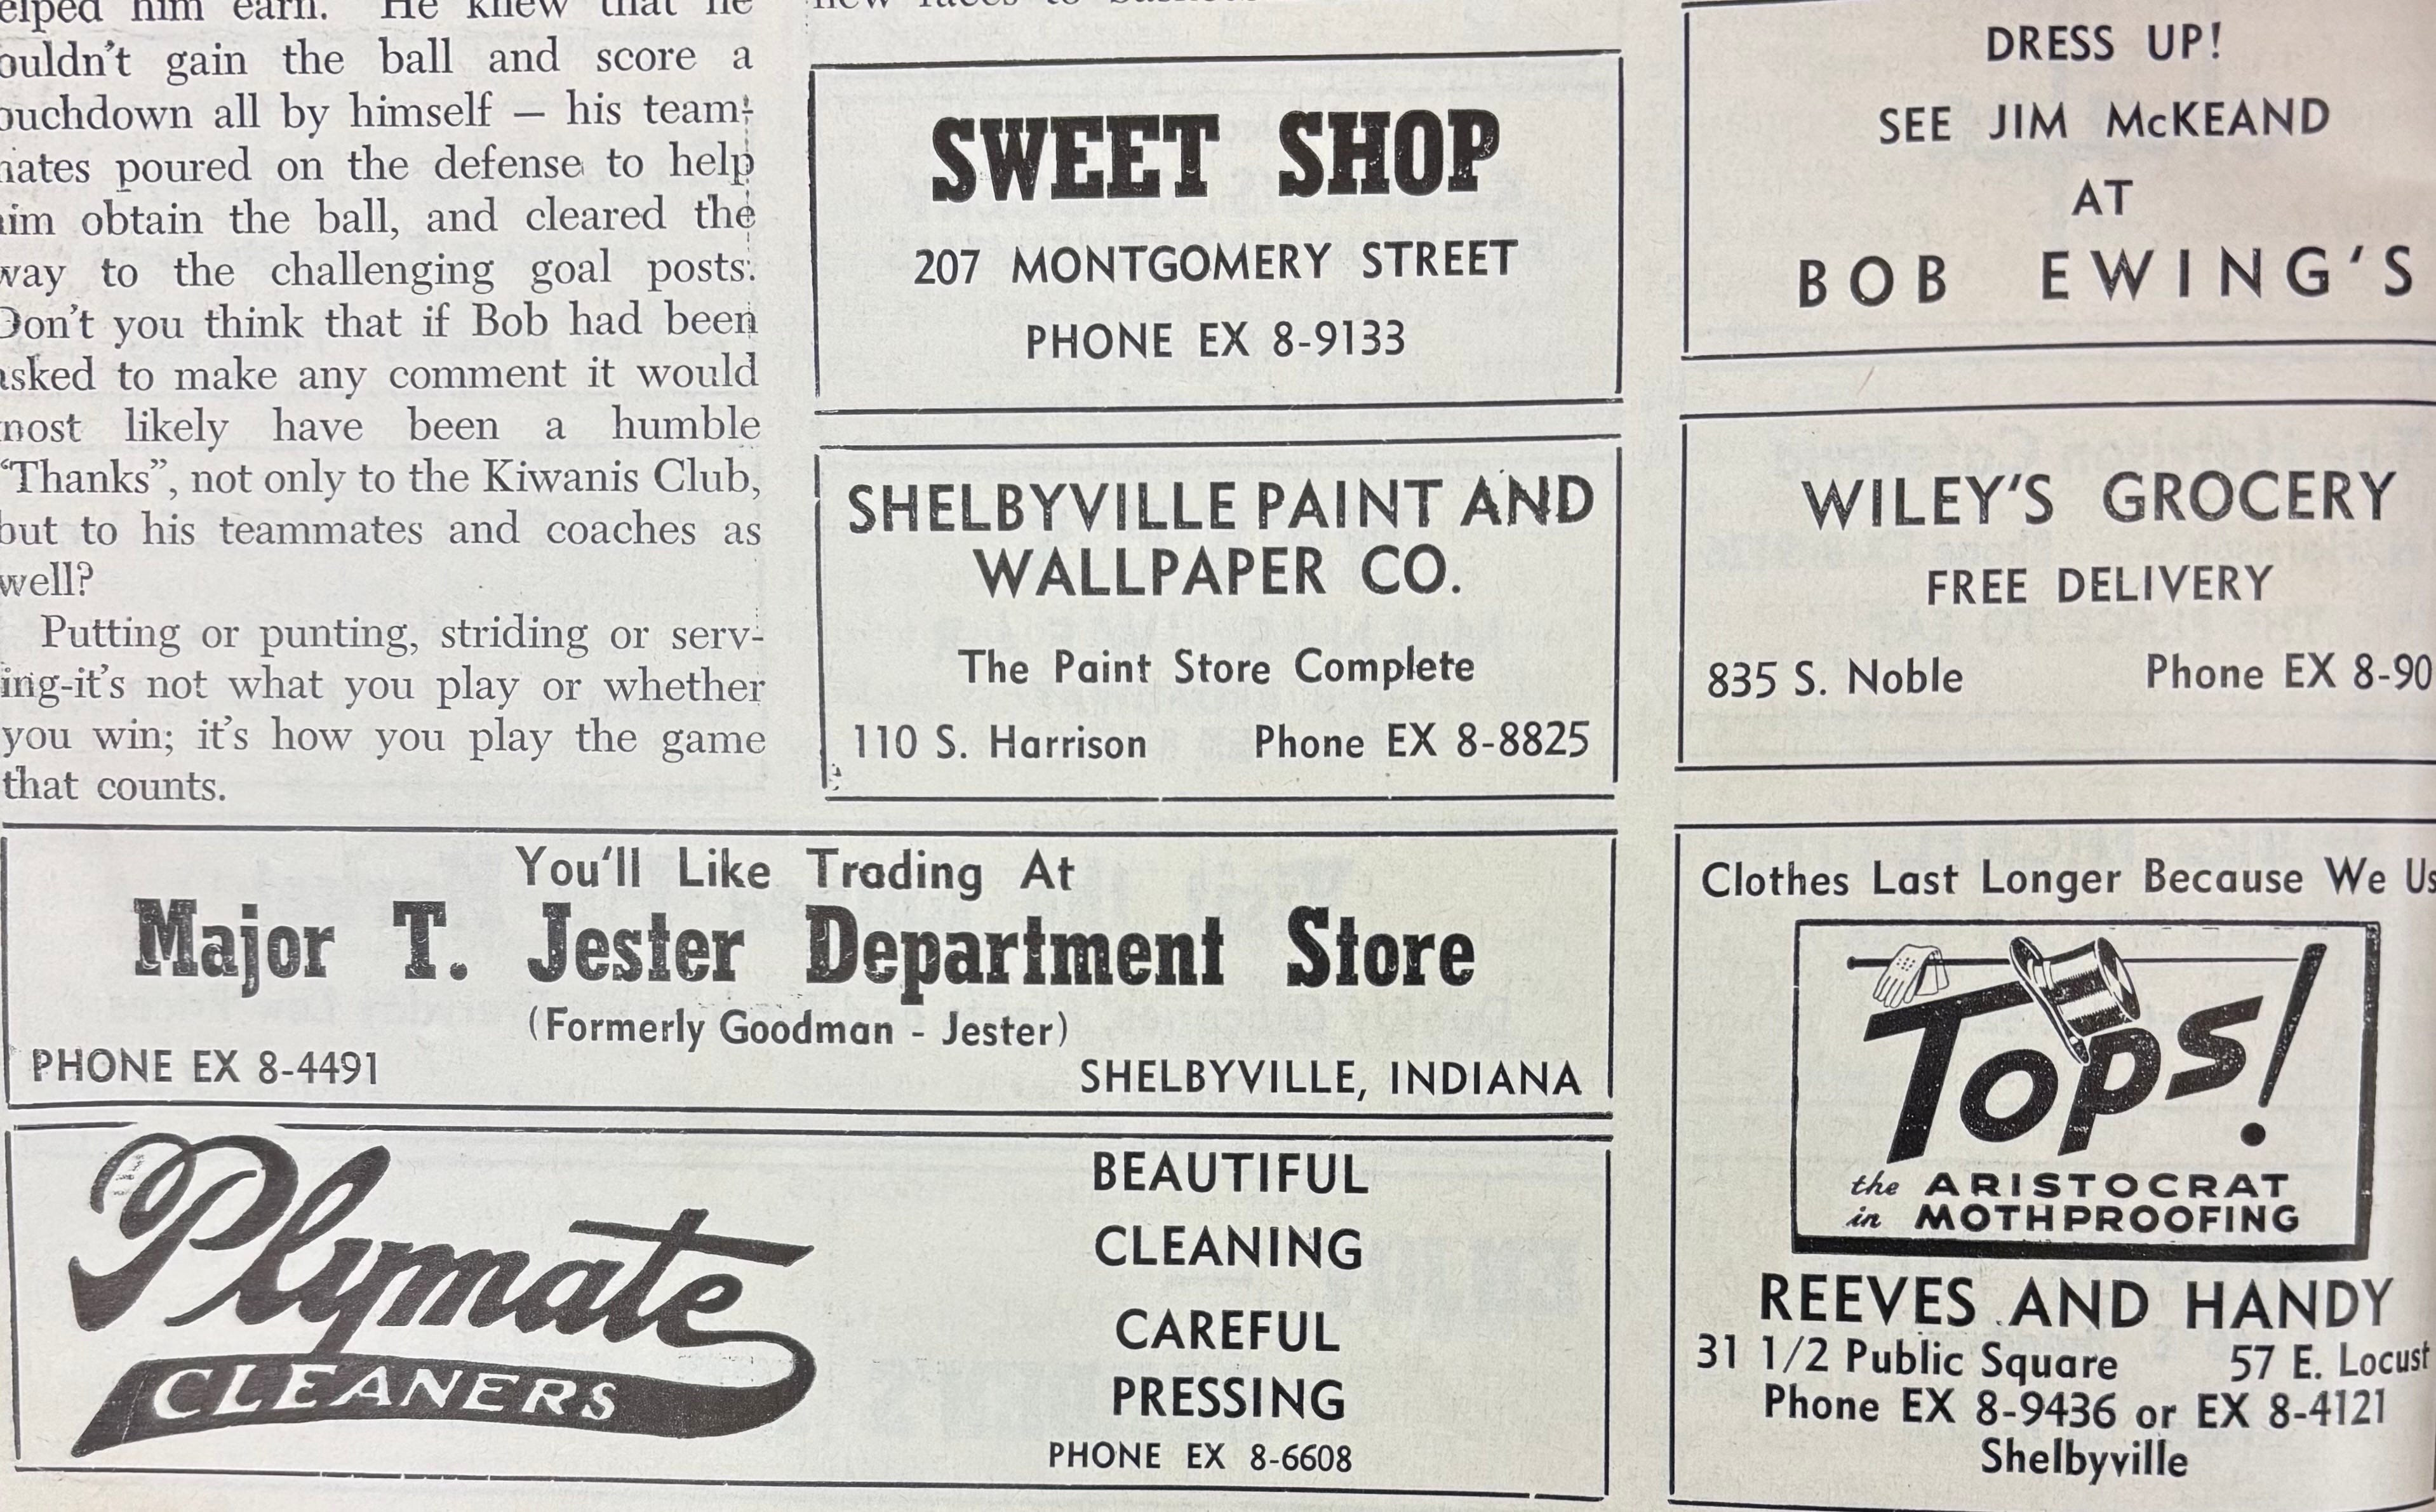 him earn. He knew that he
the ball and score a
all by himself — his team-
poured on the defense to help
obtain the ball, and cleared the
way to the challenging goal posts.
Don't you think that if Bob had been
asked to make any comment it would
most likely have been a humble
"Thanks", not only to the Kiwanis Club,
but to his teammates and coaches as
well?
Putting or punting, striding or serv-
ing-it's not what you play or whether
you win; it's how you play the game
that counts.
SWEET SHOP
207 MONTGOMERY STREET
PHONE EX 8-9133
SHELBYVILLE PAINT AND
WALLPAPER CO.
The Paint Store Complete
110 S. Harrison Phone EX 8-8825
DRESS UP!
SEE JIM McKEAND
AT
BOB EWING'S
WILEY'S GROCERY
FREE DELIVERY
835 S. Noble Phone EX 8-90
You'll Like Trading At
Major T. Jester Department Store
(Formerly Goodman - Jester)
PHONE EX 8-4491
SHELBYVILLE, INDIANA
Plymate
CLEANERS
BEAUTIFUL
CLEANING
CAREFUL
PRESSING
PHONE EX 8-6608
Clothes Last Longer Because We Us
Tops!
the ARISTOCRAT
in MOTHPROOFING
REEVES AND HANDY
31 1/2 Public Square 57 E. Locust
Phone EX 8-9436 or EX 8-4121
Shelbyville